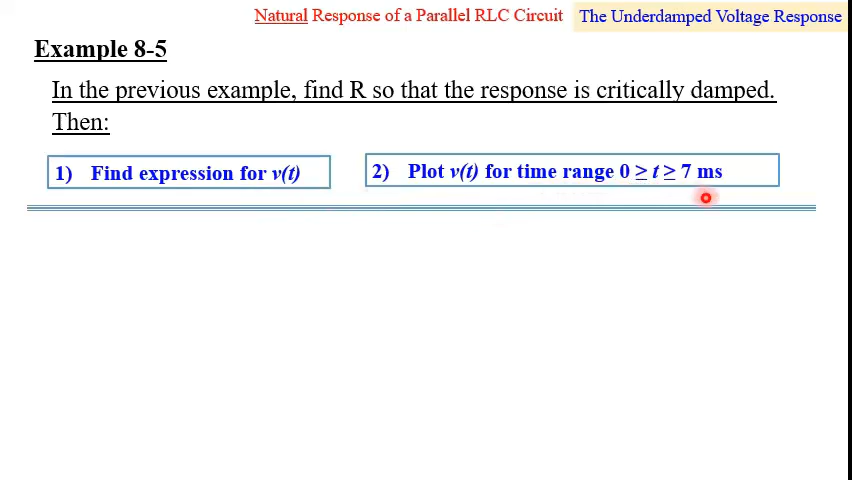 Natural Response of a Parallel RLC Circuit The Underdamped Voltage Response
Example 8-5
In the previous example, find R so that the response is critically damped.
Then:
1) Find expression for v(t)
2) Plot v(t) for time range 0 ≥ t ≥ 7 ms